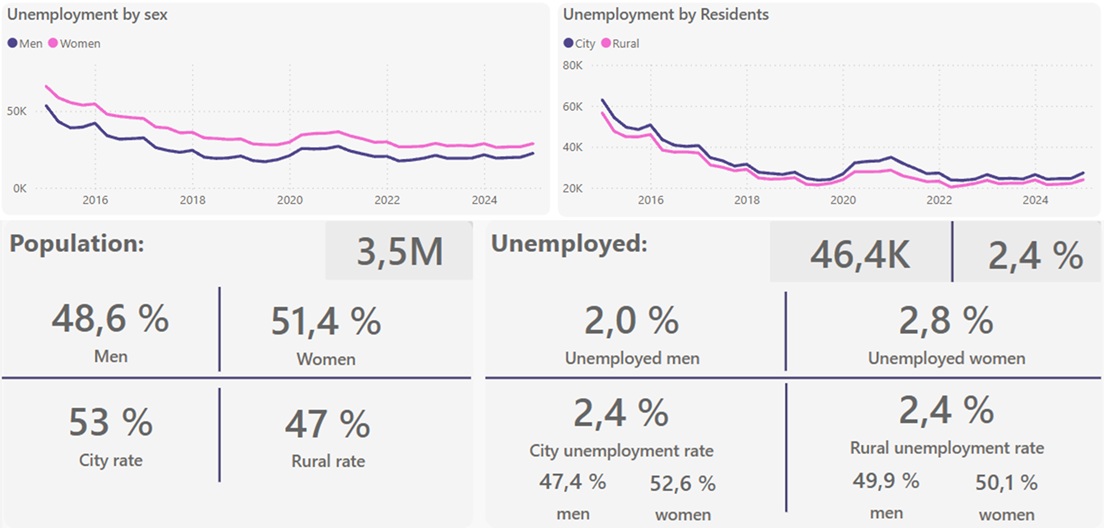 Unemployment by sex
Men Women
50K
0K
2016 2018 2020 2022 2024
Unemployment by Residents
City Rural
80K
60K
40K
20K
2016 2018 2020 2022 2024
Population:
3,5M
48,6 %
Men
51,4 %
Women
53 %
City rate
47 %
Rural rate
Unemployed:
46,4K
2,4 %
2,0 %
Unemployed men
2,8 %
Unemployed women
2,4 %
City unemployment rate
47,4 %
men
52,6 %
women
2,4 %
Rural unemployment rate
49,9 %
men
50,1 %
women